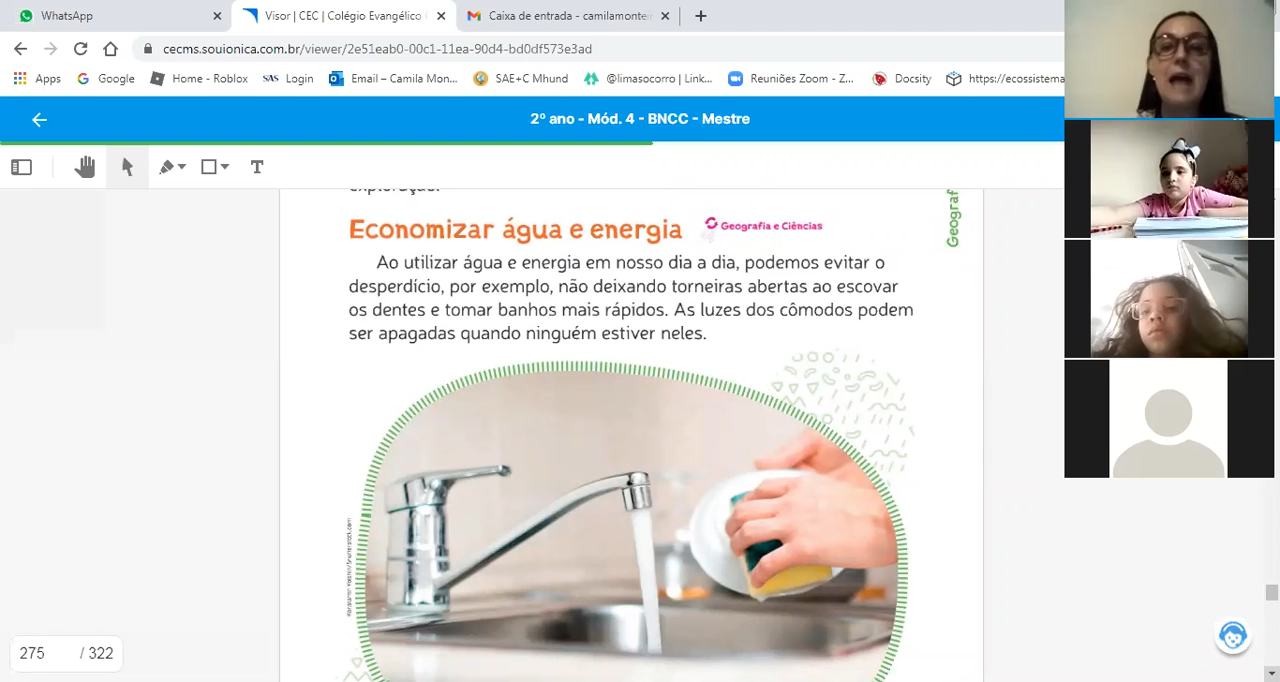 WhatsApp
Visor | CEC | Colégio Evangélico
Caixa de entrada - camilamonter
cecms.souionica.com.br/viewer/2e51eab0-00c1-11ea-90d4-bd0df573e3ad
Apps Google Home - Roblox SAS Login Email – Camila Mon... SAE+C Mhund @limasocorro | Link... Reuniões Zoom - Z... Docsity https://ecossistema
2º ano - Mód. 4 - BNCC - Mestre
T
exploração.
Economizar água e energia
Geografia e Ciências
Geograf
Ao utilizar água e energia em nosso dia a dia, podemos evitar o
desperdício, por exemplo, não deixando torneiras abertas ao escovar
os dentes e tomar banhos mais rápidos. As luzes dos cômodos podem
ser apagadas quando ninguém estiver neles.
275 / 322